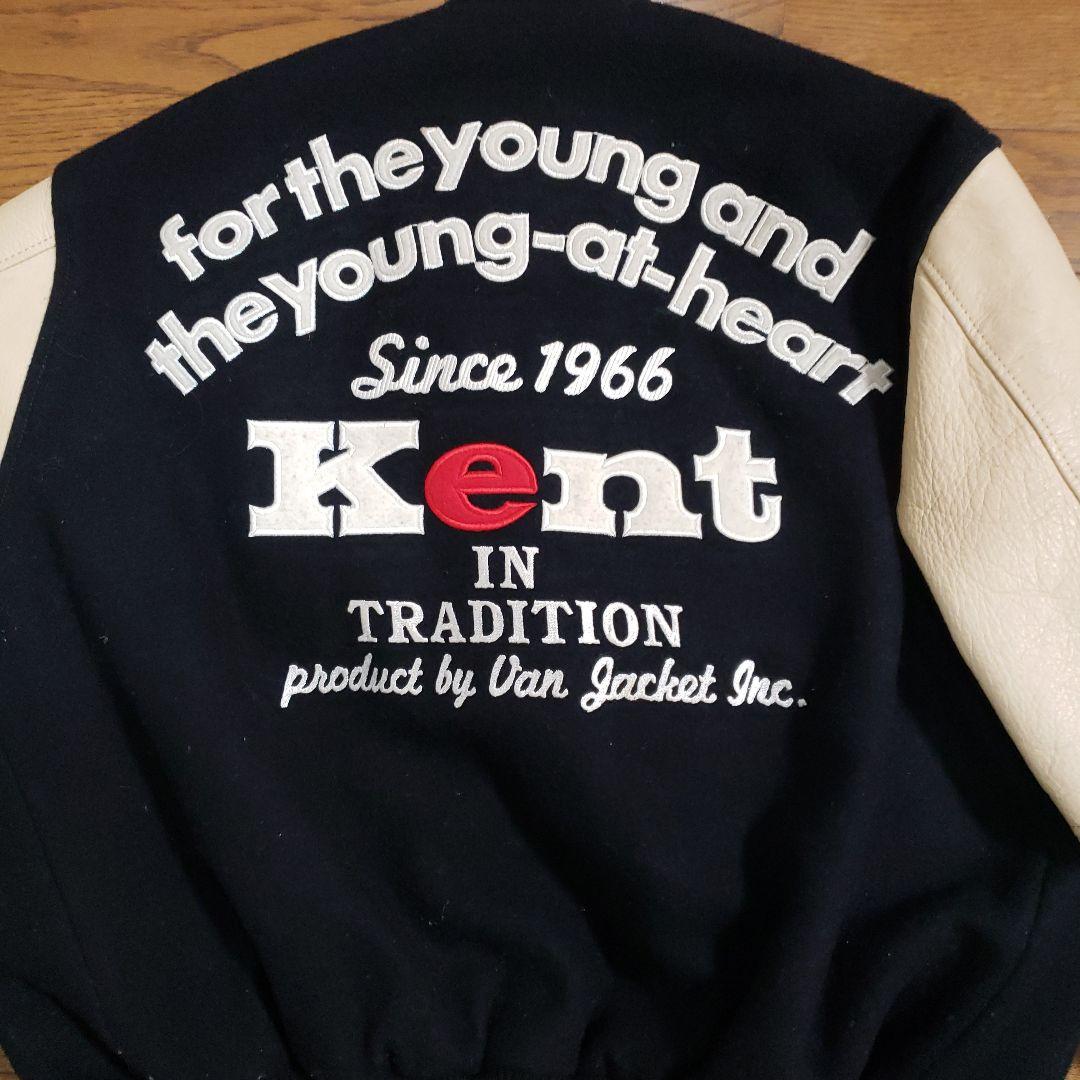 for the young and
the young-at-heart
Since 1966
Kent
IN
TRADITION
product by Van Jacket Inc.